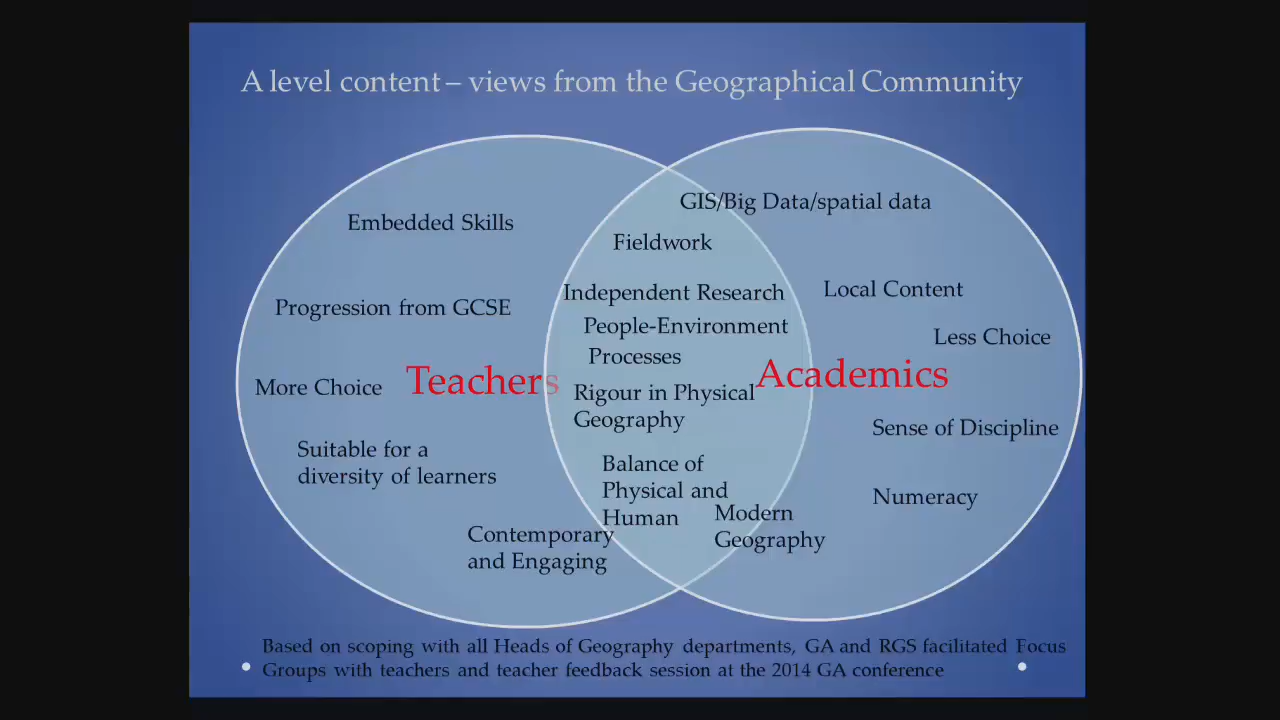 A level content – views from the Geographical Community
GIS/Big Data/spatial data
Embedded Skills
Fieldwork
Independent Research
Local Content
Progression from GCSE
People-Environment
Less Choice
Processes
More Choice
Teachers
Academics
Rigour in Physical
Geography
Sense of Discipline
Suitable for a
diversity of learners
Balance of
Physical and
Human
Numeracy
Modern
Geography
Contemporary
and Engaging
Based on scoping with all Heads of Geography departments, GA and RGS facilitated Focus
Groups with teachers and teacher feedback session at the 2014 GA conference